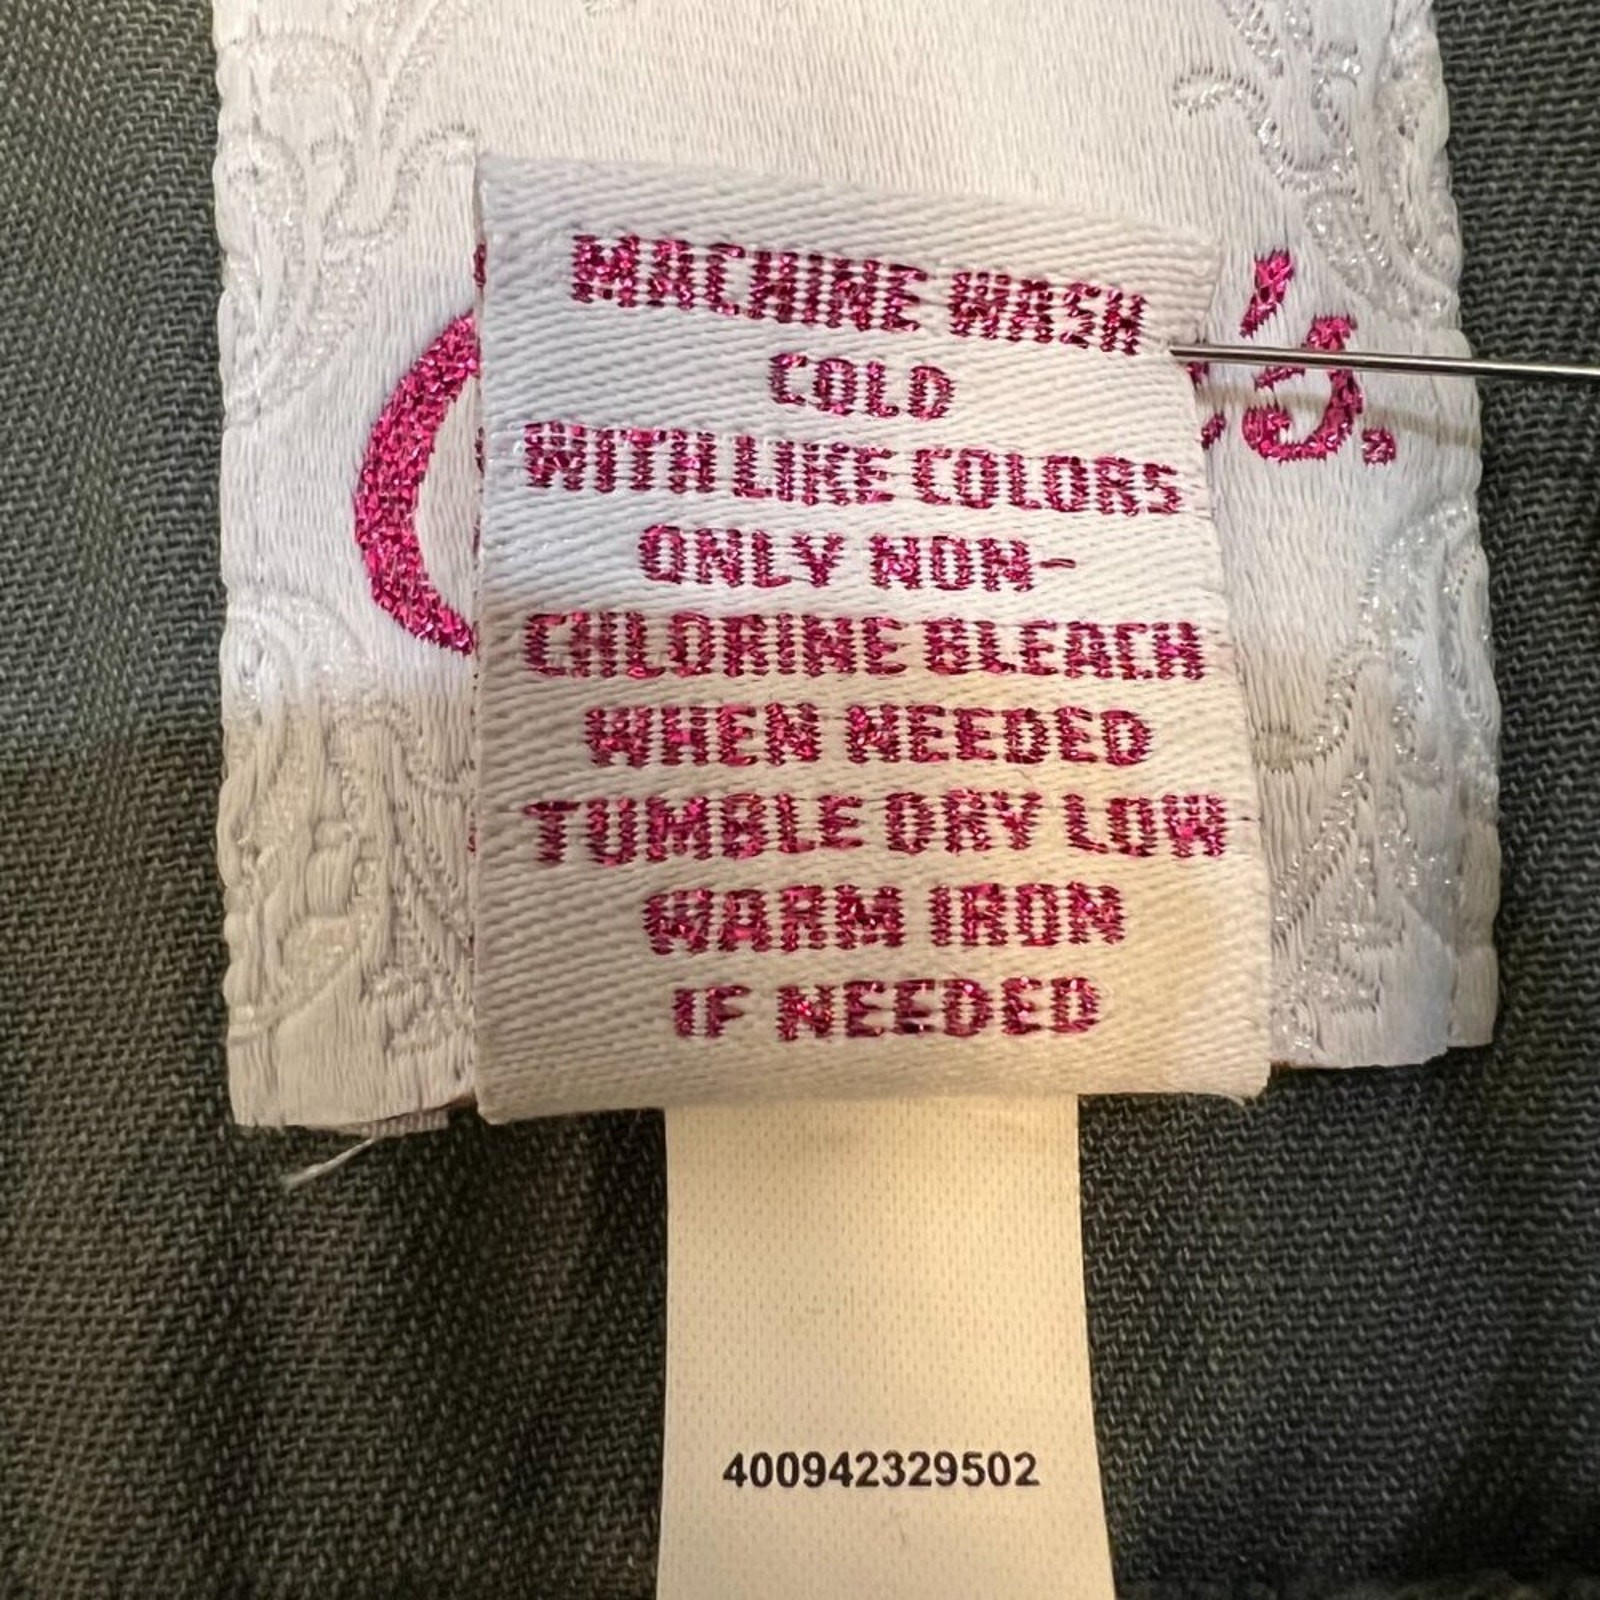 MACHINE WASH
COLD
WITH LIKE COLORS
ONLY NON-
CHLORINE BLEACH
WHEN NEEDED
TUMBLE DRY LOW
WARM IRON
IF NEEDED
400942329502